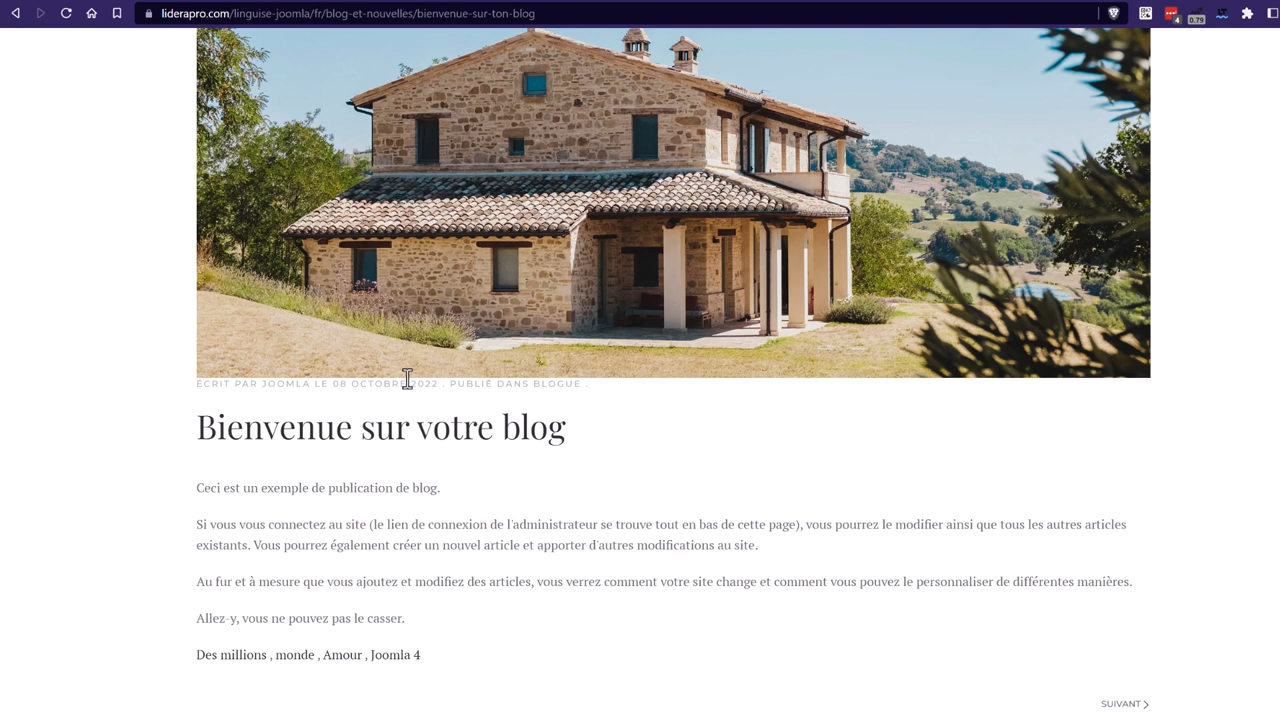 liderapro.com/linguise-joomla/fr/blog-et-nouvelles/bienvenue-sur-ton-blog
4
0.79
ÉCRIT PAR JOOMLA LE 08 OCTOBRE 2022 . PUBLIÉ DANS BLOGUE .
Bienvenue sur votre blog
Ceci est un exemple de publication de blog.
Si vous vous connectez au site (le lien de connexion de l'administrateur se trouve tout en bas de cette page), vous pourrez le modifier ainsi que tous les autres articles
existants. Vous pourrez également créer un nouvel article et apporter d'autres modifications au site.
Au fur et à mesure que vous ajoutez et modifiez des articles, vous verrez comment votre site change et comment vous pouvez le personnaliser de différentes manières.
Allez-y, vous ne pouvez pas le casser.
Des millions , monde , Amour , Joomla 4
SUIVANT